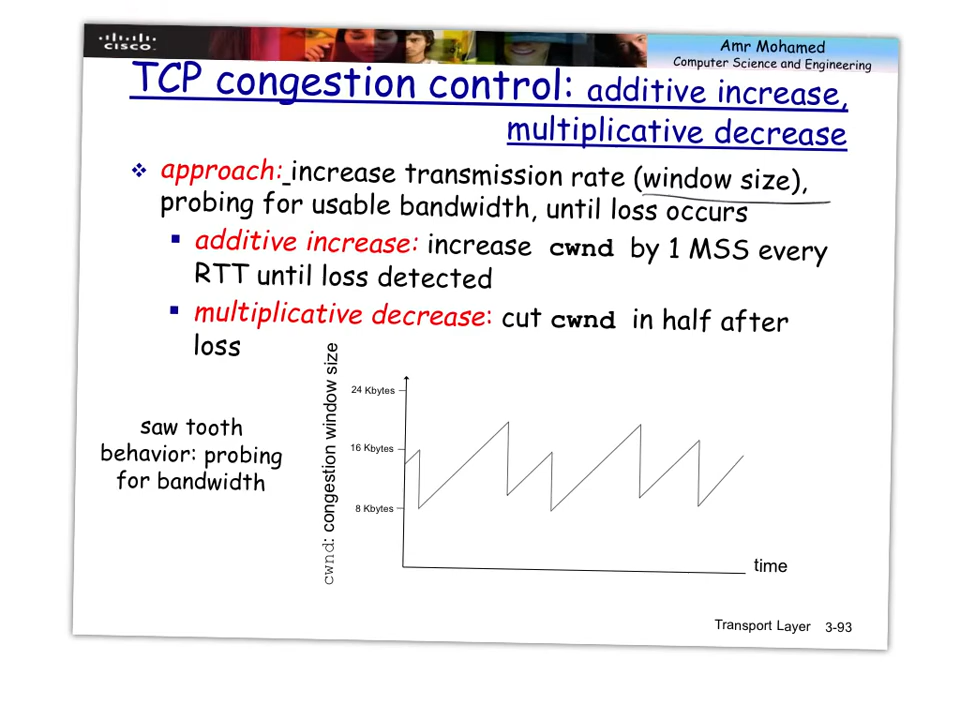 CISCO
Amr Mohamed
Computer Science and Engineering
TCP congestion control: additive increase,
multiplicative decrease
approach: increase transmission rate (window size),
probing for usable bandwidth, until loss occurs
additive increase: increase cwnd by 1 MSS every
RTT until loss detected
multiplicative decrease: cut cwnd in half after
loss
saw tooth
behavior: probing
for bandwidth
cwnd: congestion window size
24 Kbytes
16 Kbytes
8 Kbytes
time
Transport Layer 3-93